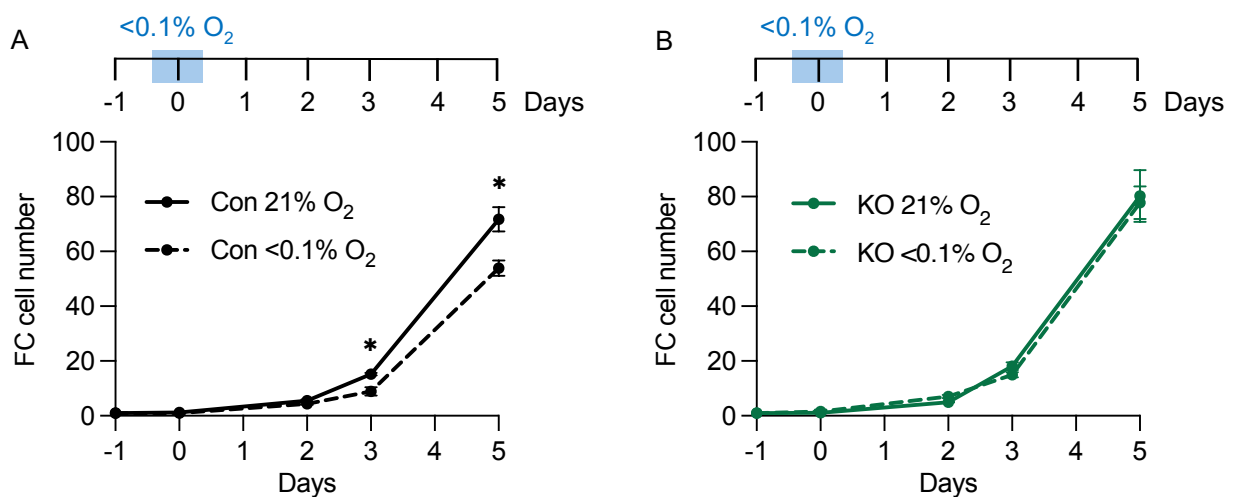 A
<0.1% O₂
-1 0 1 2 3 4 5 Days
100
80
60
40
20
0
FC cell number
Con 21% O₂
Con <0.1% O₂
*
*
-1 0 1 2 3 4 5
Days
B
<0.1% O₂
-1 0 1 2 3 4 5 Days
100
80
60
40
20
0
FC cell number
KO 21% O₂
KO <0.1% O₂
-1 0 1 2 3 4 5
Days